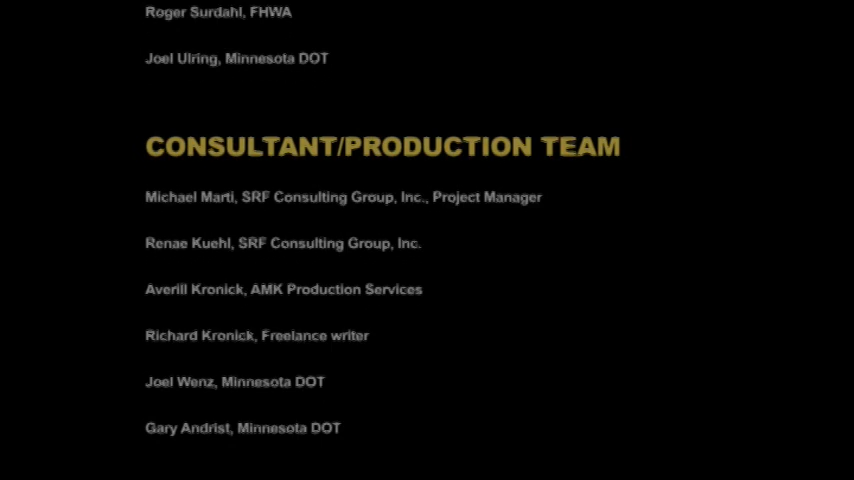 Roger Surdahl, FHWA
Joel Ulring, Minnesota DOT
CONSULTANT/PRODUCTION TEAM
Michael Marti, SRF Consulting Group, Inc., Project Manager
Renae Kuehl, SRF Consulting Group, Inc.
Averill Kronick, AMK Production Services
Richard Kronick, Freelance writer
Joel Wenz, Minnesota DOT
Gary Andrist, Minnesota DOT